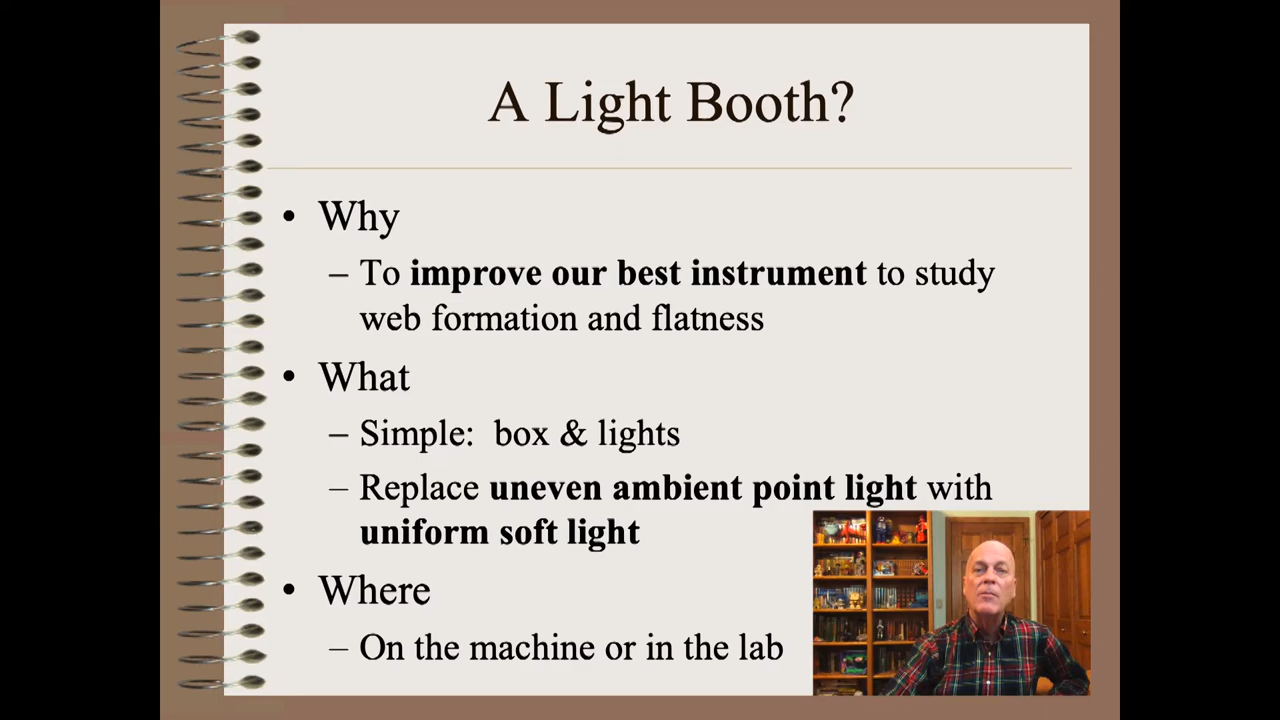 A Light Booth?
• Why
– To improve our best instrument to study
web formation and flatness
• What
– Simple: box & lights
– Replace uneven ambient point light with
uniform soft light
• Where
– On the machine or in the lab